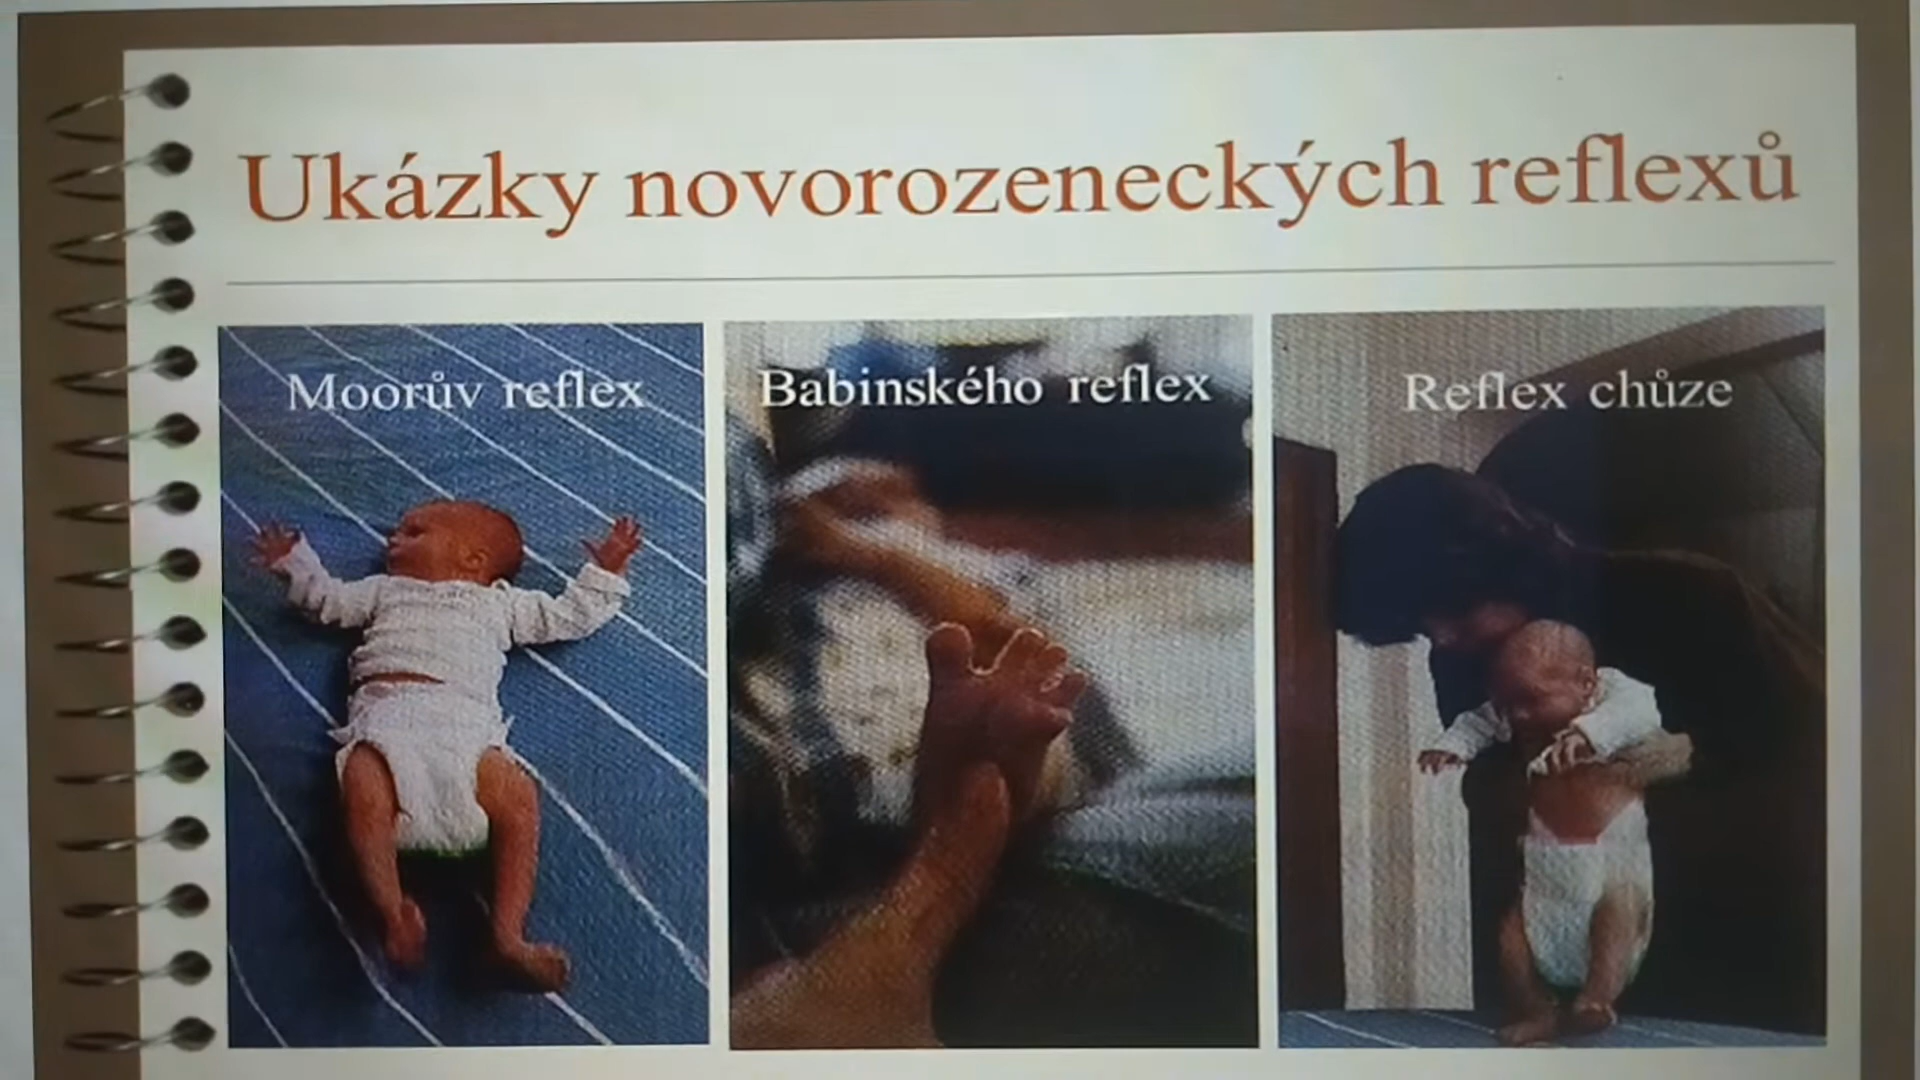 Ukázky novorozeneckých reflexů
Moorův reflex
Babinského reflex
Reflex chůze